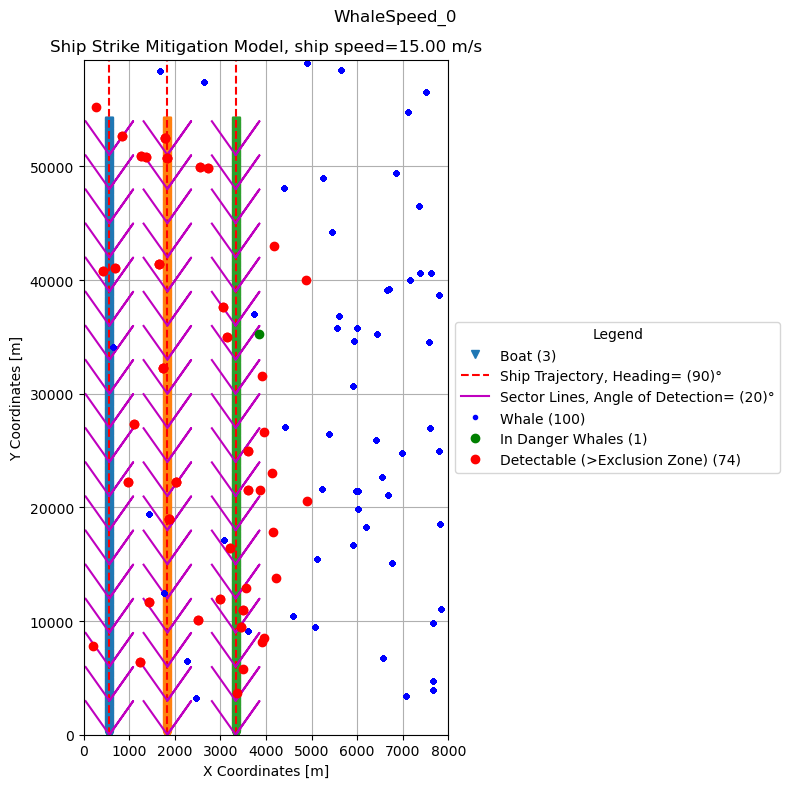 WhaleSpeed_0
Ship Strike Mitigation Model, ship speed=15.00 m/s
50000
40000
30000
20000
10000
0
Y Coordinates [m]
0 1000 2000 3000 4000 5000 6000 7000 8000
X Coordinates [m]
Legend
Boat (3)
Ship Trajectory, Heading= (90)°
Sector Lines, Angle of Detection= (20)°
Whale (100)
In Danger Whales (1)
Detectable (>Exclusion Zone) (74)